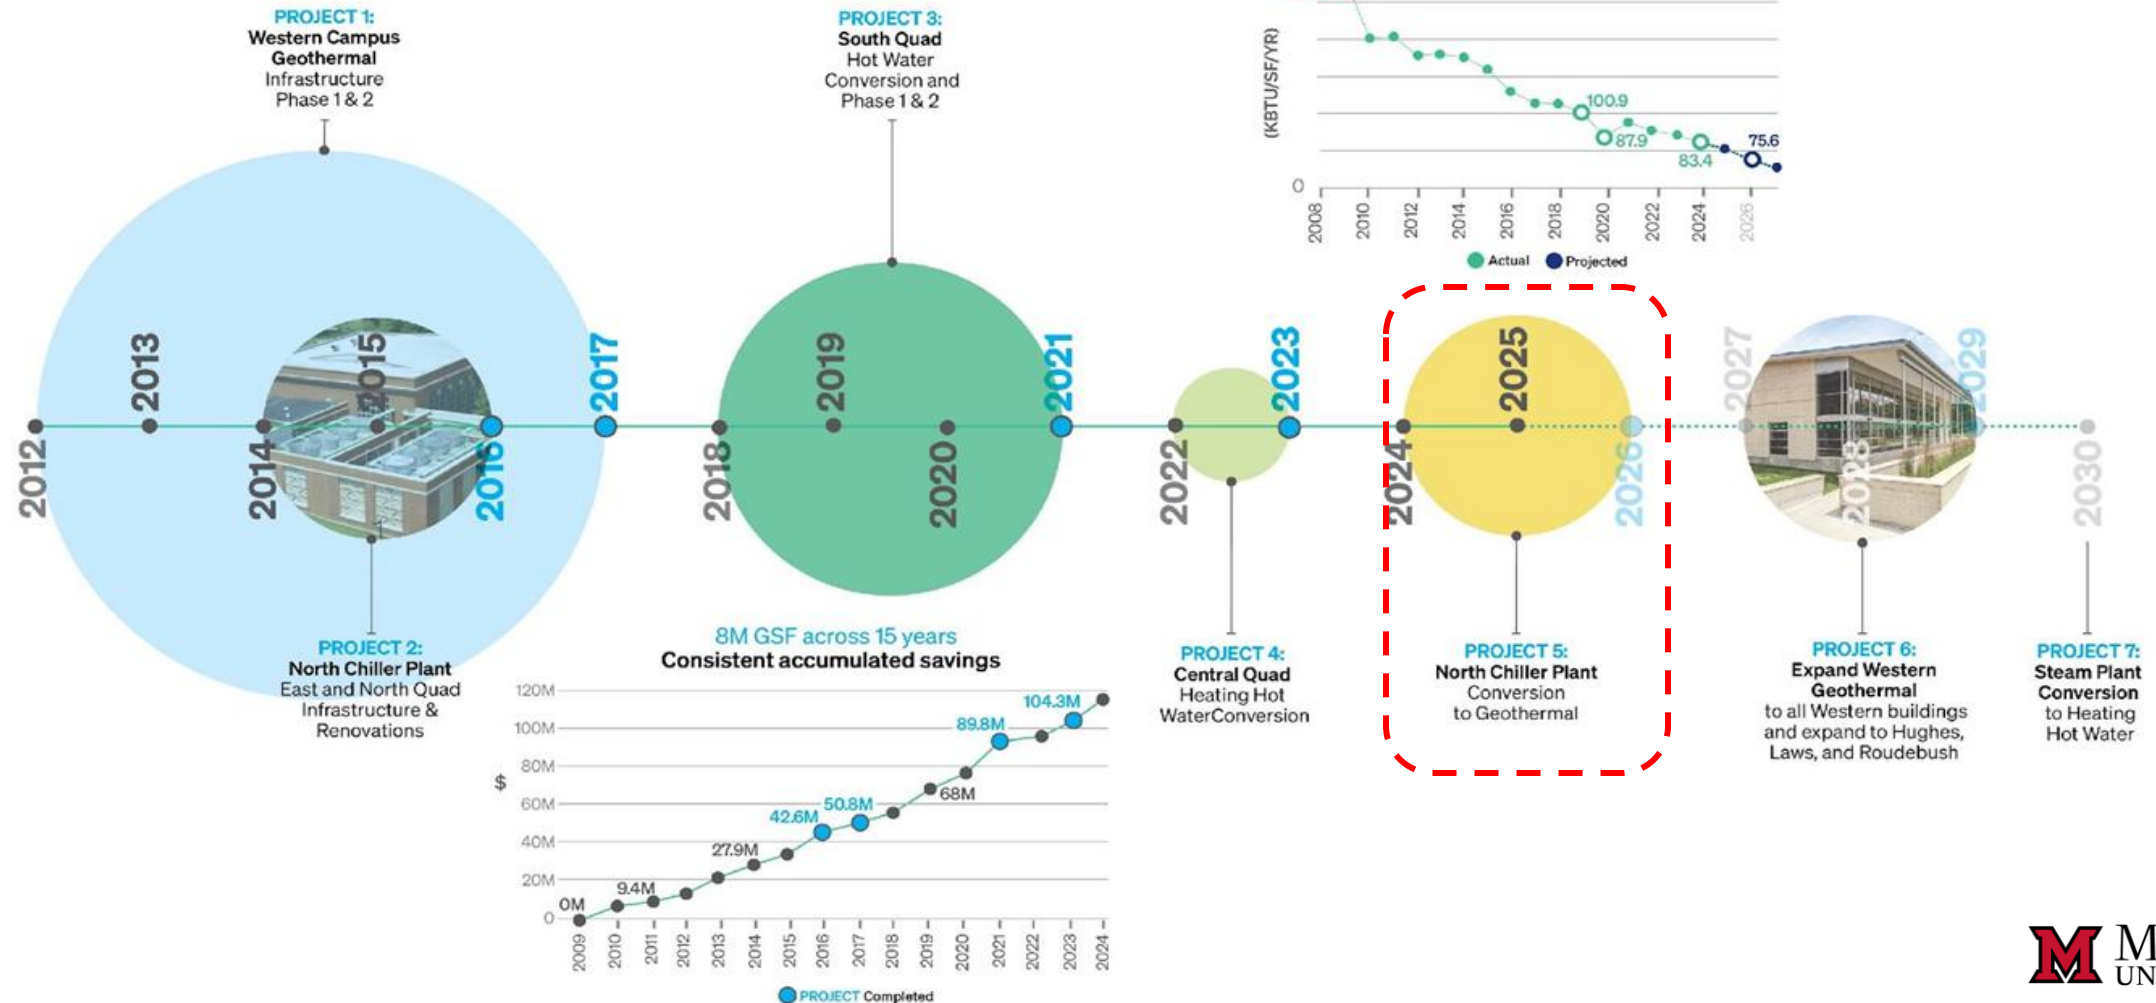 PROJECT 1:
Western Campus
Geothermal
Infrastructure
Phase 1 & 2
PROJECT 3:
South Quad
Hot Water
Conversion and
Phase 1 & 2
(KBTU/SF/YR)
100.9
87.9
83.4
75.6
0
2008
2010
2012
2014
2016
2018
2020
2022
2024
2026
Actual
Projected
2012
2013
2014
2015
2016
2017
2018
2019
2020
2021
2022
2023
2024
2025
2026
2027
2028
2029
2030
PROJECT 2:
North Chiller Plant
East and North Quad
Infrastructure &
Renovations
8M GSF across 15 years
Consistent accumulated savings
120M
100M
80M
60M
40M
20M
0
$
0M
9.4M
27.9M
42.6M
50.8M
68M
89.8M
104.3M
2009
2010
2011
2012
2013
2014
2015
2016
2017
2018
2019
2020
2021
2022
2023
2024
PROJECT Completed
PROJECT 4:
Central Quad
Heating Hot
WaterConversion
PROJECT 5:
North Chiller Plant
Conversion
to Geothermal
PROJECT 6:
Expand Western
Geothermal
to all Western buildings
and expand to Hughes,
Laws, and Roudebush
PROJECT 7:
Steam Plant
Conversion
to Heating
Hot Water
M
M
UN